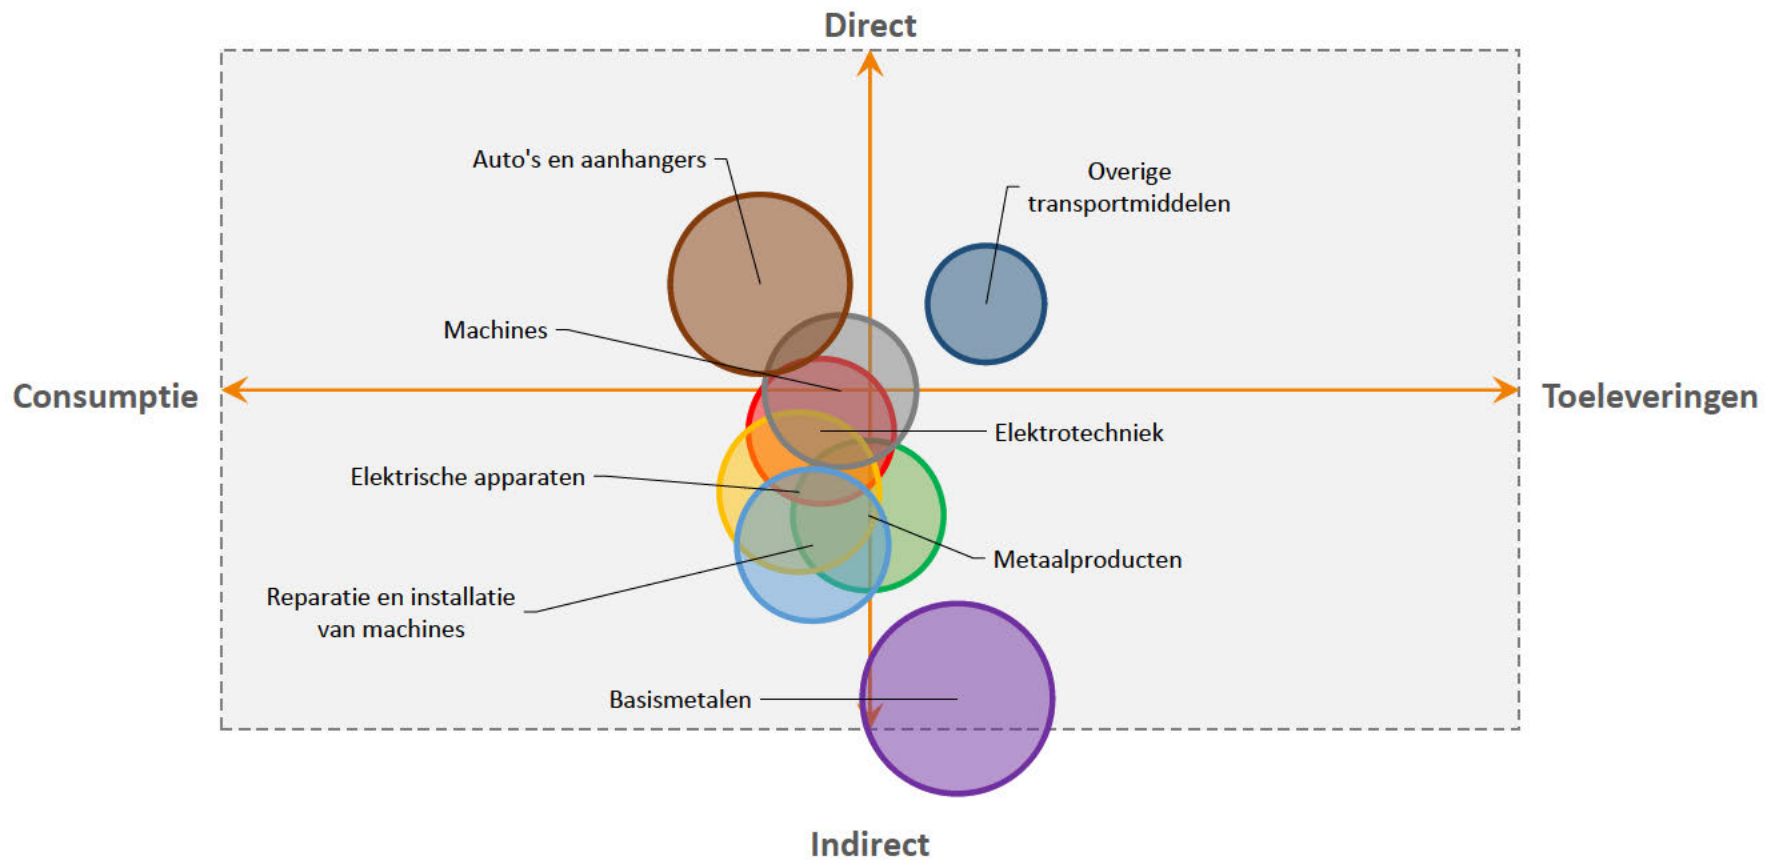 Direct
Auto's en aanhangers
Overige
transportmiddelen
Machines
Consumptie
Toeleveringen
Elektrotechniek
Elektrische apparaten
Metaalproducten
Reparatie en installatie
van machines
Basismetalen
Indirect